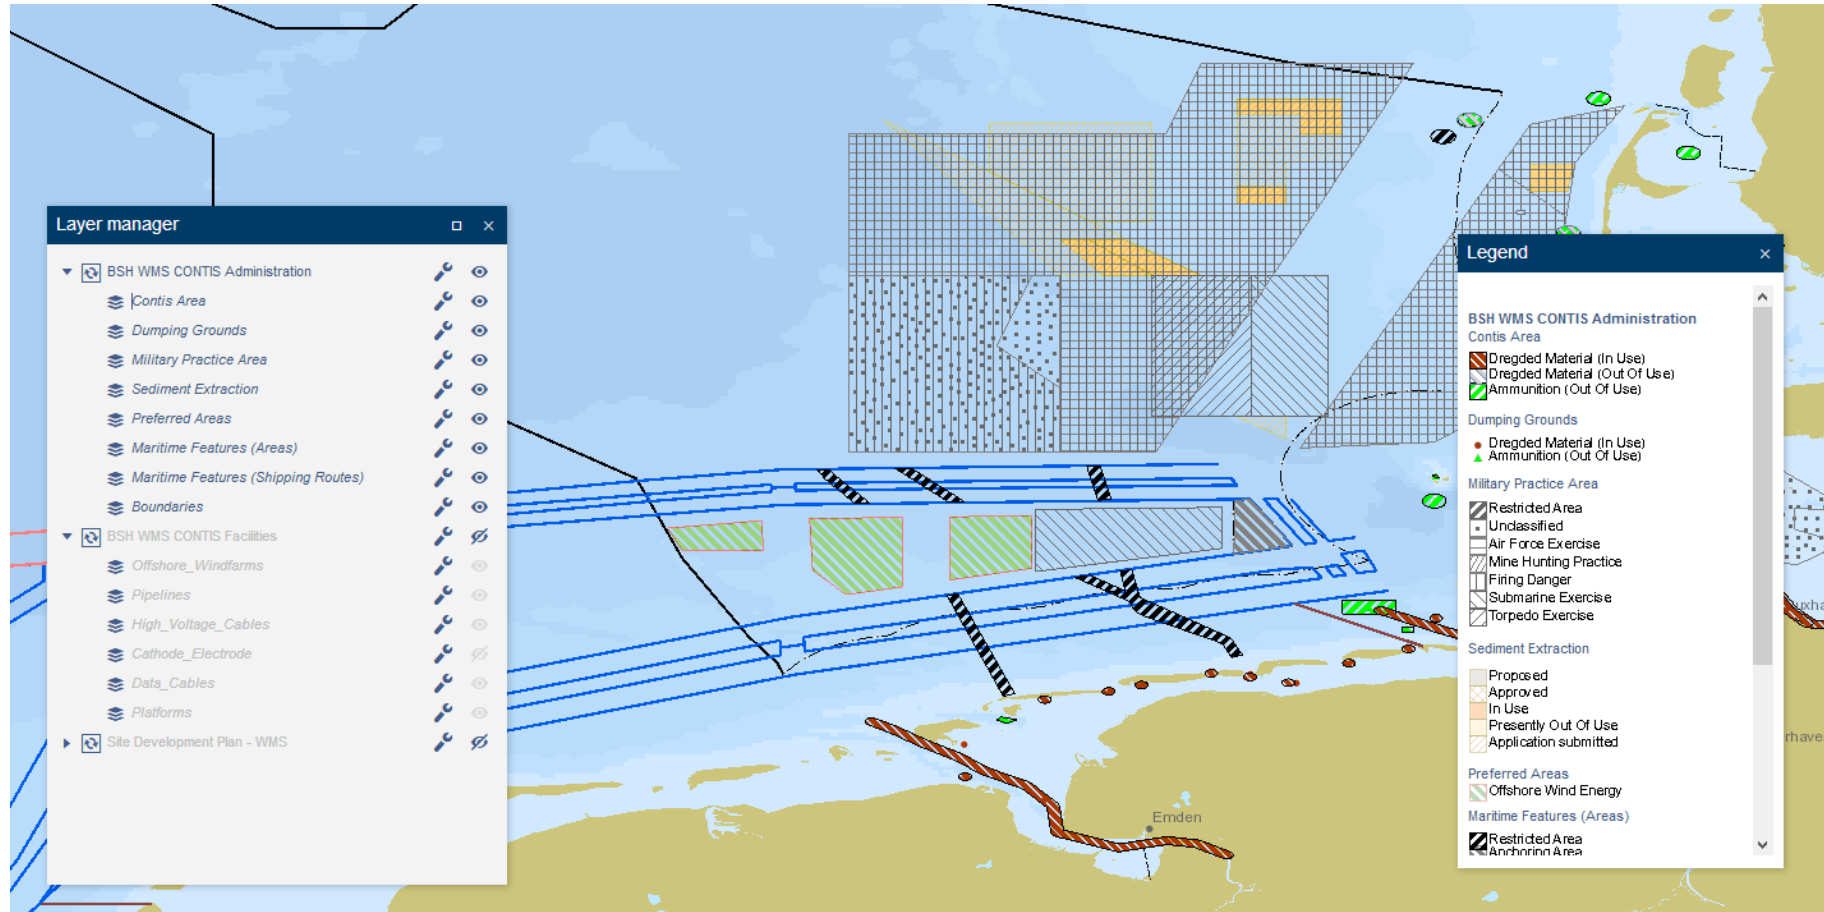 Layer manager
BSH WMS CONTIS Administration
Contis Area
Dumping Grounds
Military Practice Area
Sediment Extraction
Preferred Areas
Maritime Features (Areas)
Maritime Features (Shipping Routes)
Boundaries
BSH WMS CONTIS Facilities
Offshore_Windfarms
Pipelines
High_Voltage_Cables
Cathode_Electrode
Data_Cables
Platforms
Site Development Plan - WMS
Emden
Legend
BSH WMS CONTIS Administration
Contis Area
Dregded Material (In Use)
Dregded Material (Out Of Use)
Ammunition (Out Of Use)
Dumping Grounds
Dregded Material (In Use)
Ammunition (Out Of Use)
Military Practice Area
Restricted Area
Unclassified
Air Force Exercise
Mine Hunting Practice
Firing Danger
Submarine Exercise
Torpedo Exercise
Sediment Extraction
Proposed
Approved
In Use
Presently Out Of Use
Application submitted
Preferred Areas
Offshore Wind Energy
Maritime Features (Areas)
Restricted Area
Anchoring Area
uxha
rhave